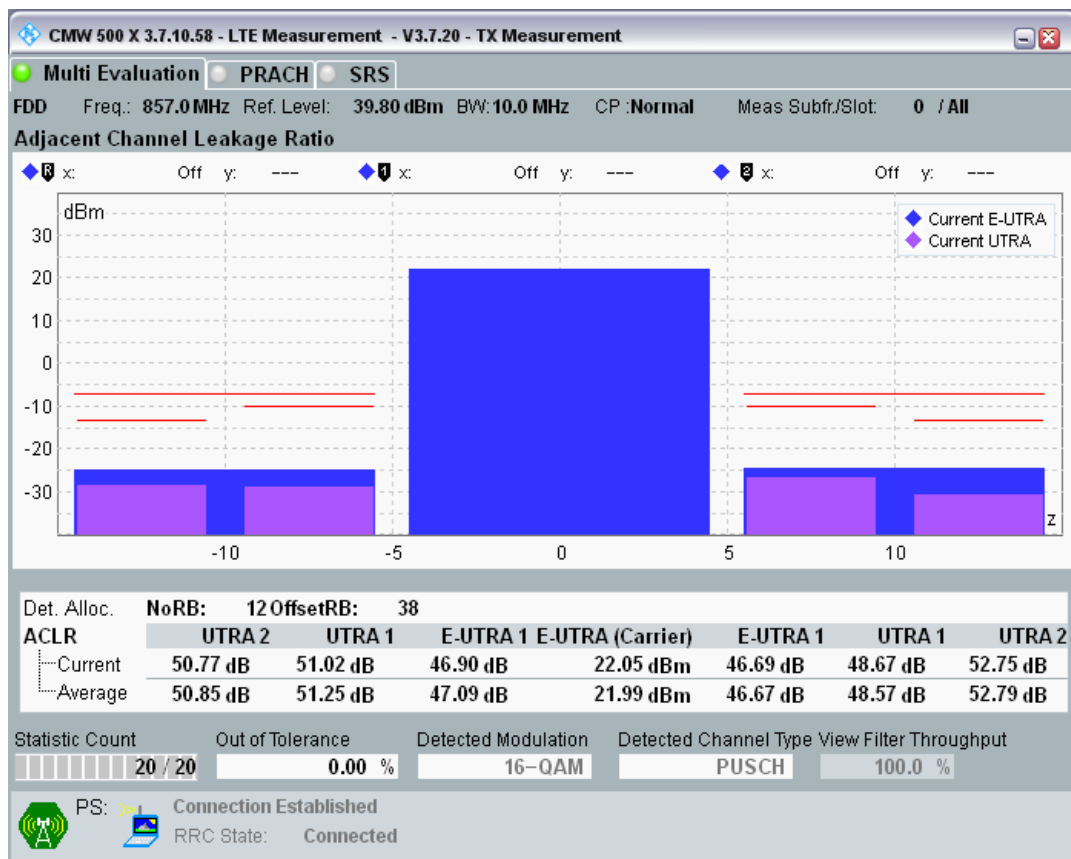 CMW 500 X 3.7.10.58 - LTE Measurement - V3.7.20 - TX Measurement
Multi Evaluation PRACH SRS
FDD Freq.: 857.0 MHz Ref. Level: 39.80 dBm BW: 10.0 MHz CP :Normal Meas Subfr./Slot: 0 / All
Adjacent Channel Leakage Ratio
R x: Off y: --- 1 x: Off y: --- 2 x: Off y: ---
dBm
Current E-UTRA
Current UTRA
30
20
10
0
-10
-20
-30
z
-10 -5 0 5 10
Det. Alloc. NoRB: 12 OffsetRB: 38
ACLR UTRA 2 UTRA 1 E-UTRA 1 E-UTRA (Carrier) E-UTRA 1 UTRA 1 UTRA 2
Current 50.77 dB 51.02 dB 46.90 dB 22.05 dBm 46.69 dB 48.67 dB 52.75 dB
Average 50.85 dB 51.25 dB 47.09 dB 21.99 dBm 46.67 dB 48.57 dB 52.79 dB
Statistic Count Out of Tolerance Detected Modulation Detected Channel Type View Filter Throughput
20 / 20 0.00 % 16-QAM PUSCH 100.0 %
PS: Connection Established
RRC State: Connected